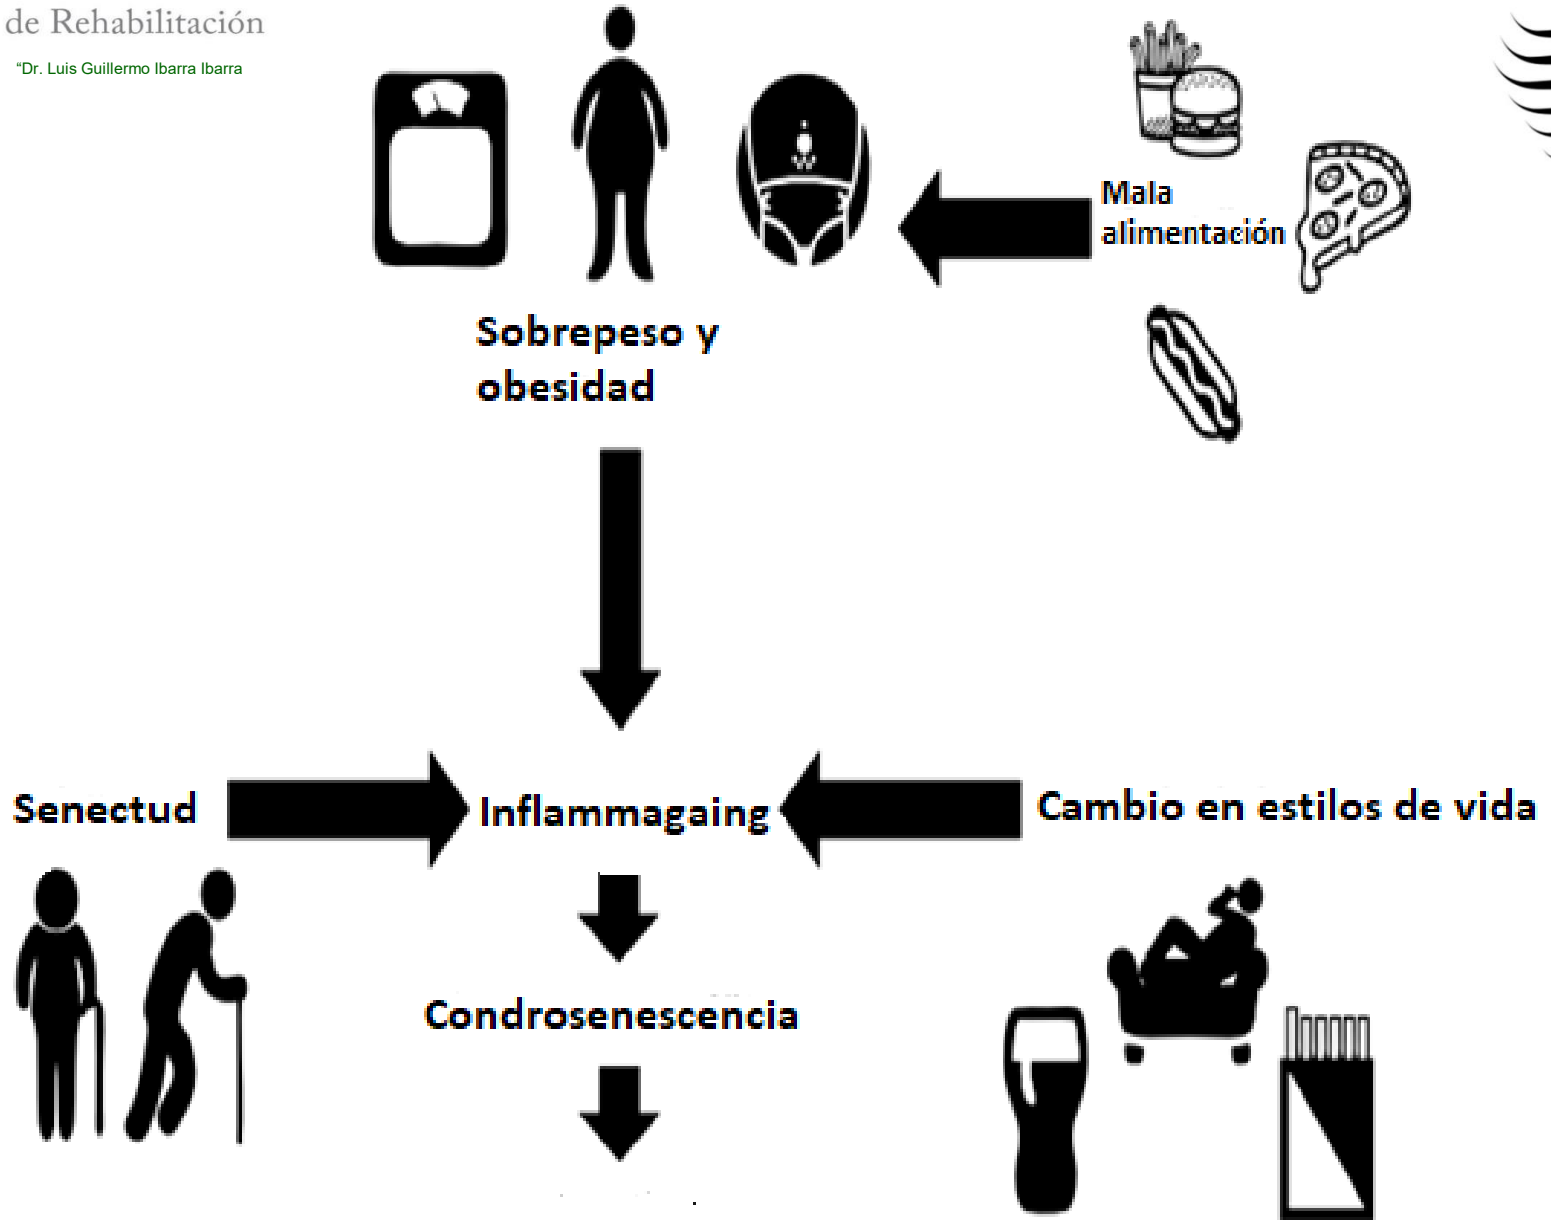 de Rehabilitación
“Dr. Luis Guillermo Ibarra Ibarra
Mala
alimentación
Sobrepeso y
obesidad
Senectud
Inflammagaing
Cambio en estilos de vida
Condrosenescencia